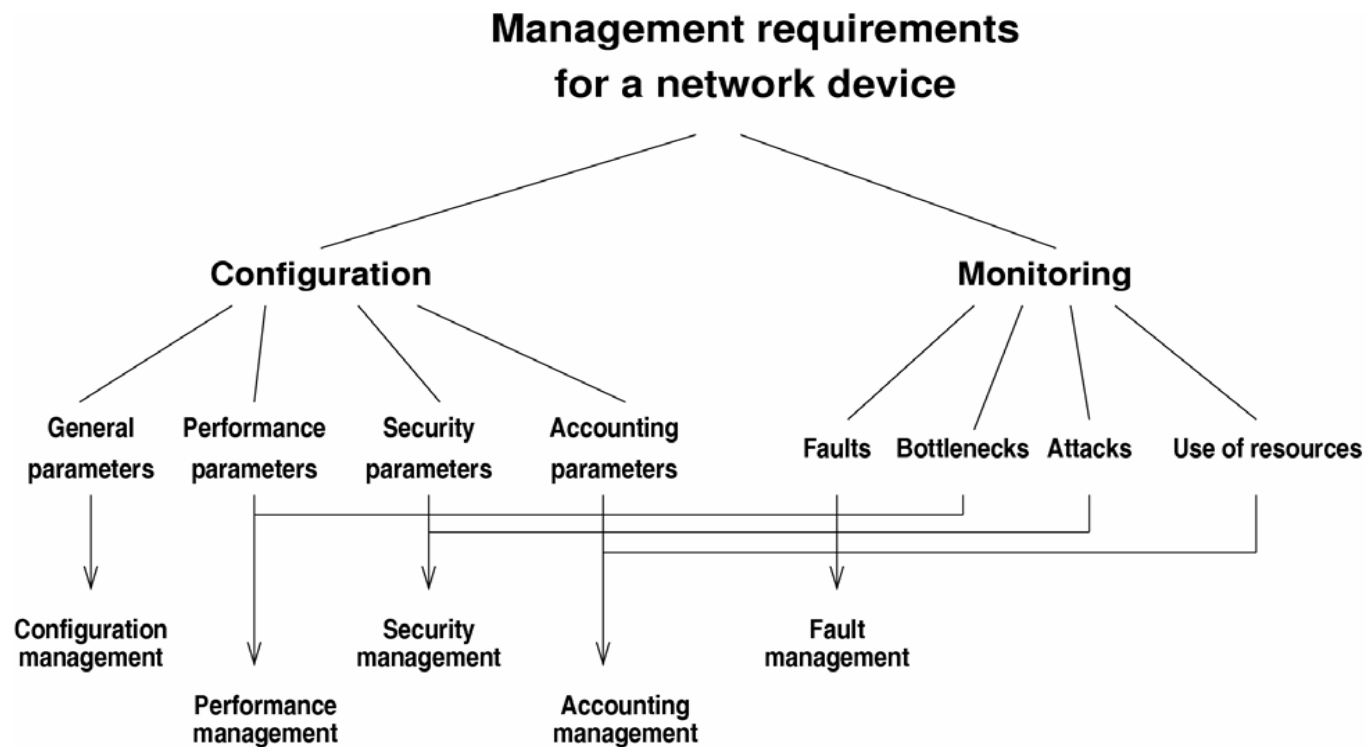 Management requirements
for a network device
Configuration
Monitoring
General
parameters
Performance
parameters
Security
parameters
Accounting
parameters
Faults
Bottlenecks
Attacks
Use of resources
Configuration
management
Security
management
Fault
management
Performance
management
Accounting
management